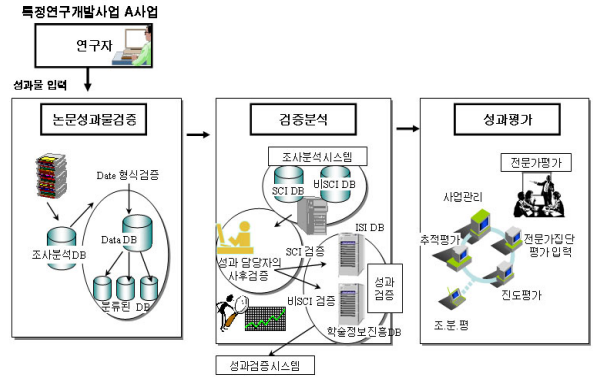 특정연구개발사업 A사업
연구자
성과물 입력
논문성과물검증
Date 형식검증
조사분석DB
Data DB
분류된 DB
검증분석
조사분석시스템
SCI DB
비SCI DB
ISI DB
성과 담당자의
사후검증
SCI 검증
비SCI 검증
성과
검증
학술정보진흥DB
성과검증시스템
성과평가
전문가평가
사업관리
추적평가
전문가집단
평가입력
진도평가
조.분.평